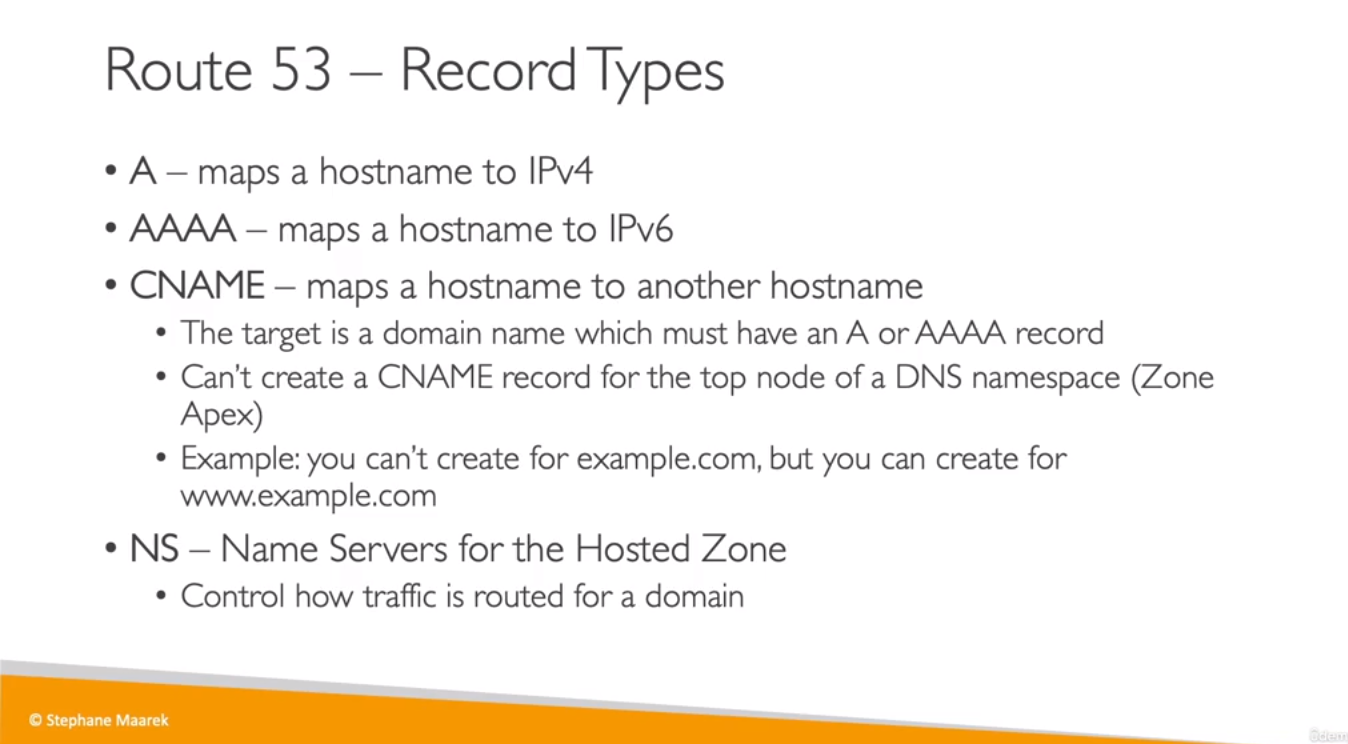 Route 53 – Record Types
• A – maps a hostname to IPv4
• AAAA – maps a hostname to IPv6
• CNAME – maps a hostname to another hostname
• The target is a domain name which must have an A or AAAA record
• Can't create a CNAME record for the top node of a DNS namespace (Zone
Apex)
• Example: you can't create for example.com, but you can create for
www.example.com
• NS – Name Servers for the Hosted Zone
• Control how traffic is routed for a domain
© Stephane Maarek